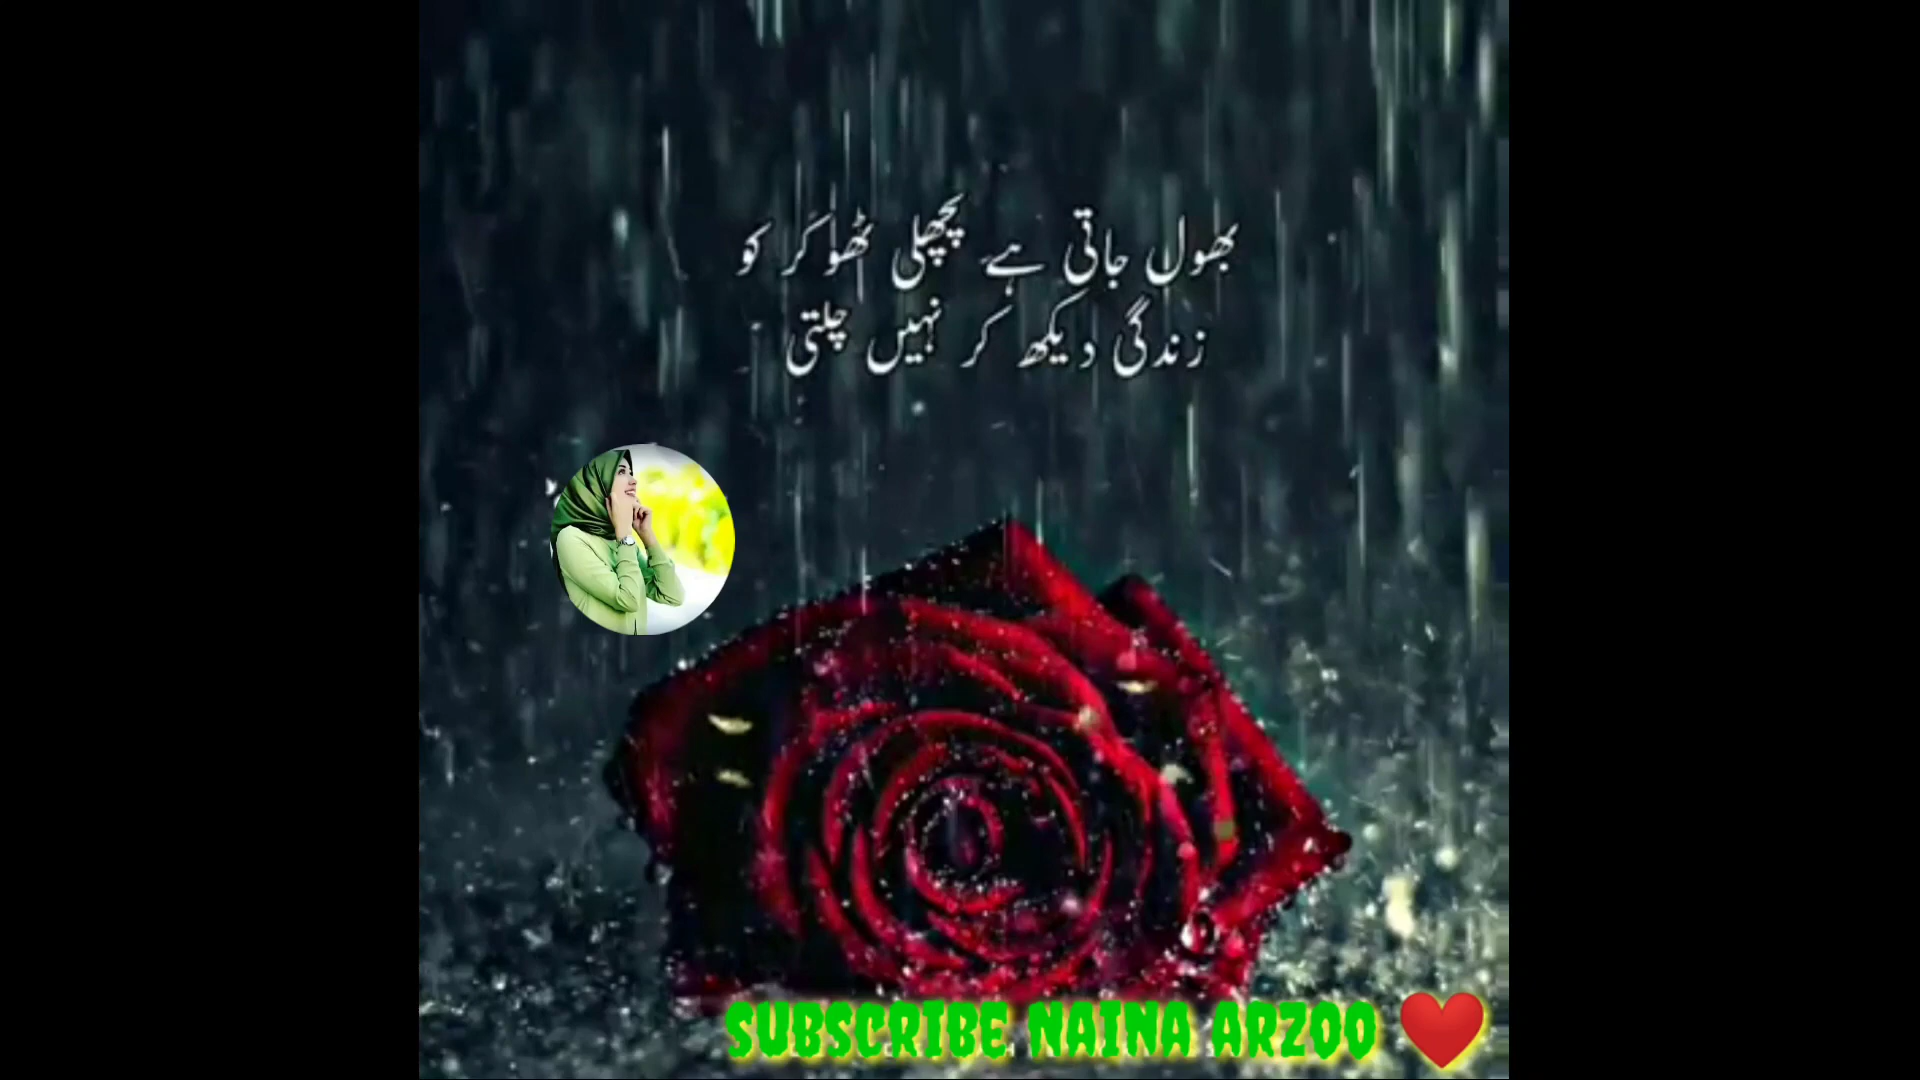 بھول جاتی ہے پچھلی ٹھوکر کو
زندگی دیکھ کر نہیں چلتی
SUBSCRIBE NAINA ARZOO ❤️